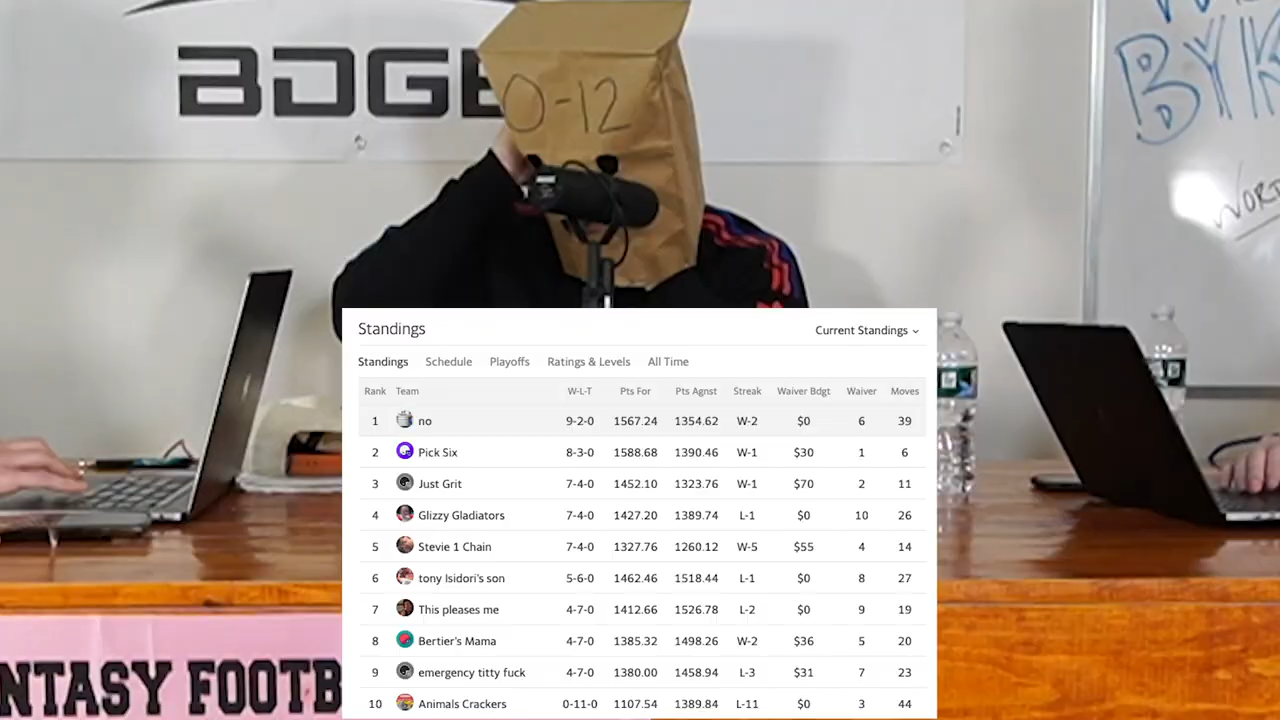 BDGE
0-12
BYK
Standings
Current Standings
Standings Schedule Playoffs Ratings & Levels All Time
Rank Team W-L-T Pts For Pts Agnst Streak Waiver Bdgt Waiver Moves
1 no 9-2-0 1567.24 1354.62 W-2 $0 6 39
2 Pick Six 8-3-0 1588.68 1390.46 W-1 $30 1 6
3 Just Grit 7-4-0 1452.10 1323.76 W-1 $70 2 11
4 Glizzy Gladiators 7-4-0 1427.20 1389.74 L-1 $0 10 26
5 Stevie 1 Chain 7-4-0 1327.76 1260.12 W-5 $55 4 14
6 tony Isidori's son 5-6-0 1462.46 1518.44 L-1 $0 8 27
7 This pleases me 4-7-0 1412.66 1526.78 L-2 $0 9 19
8 Bertier's Mama 4-7-0 1385.32 1498.26 W-2 $36 5 20
9 emergency titty fuck 4-7-0 1380.00 1458.94 L-3 $31 7 23
10 Animals Crackers 0-11-0 1107.54 1389.84 L-11 $0 3 44
NTASY FOOTB